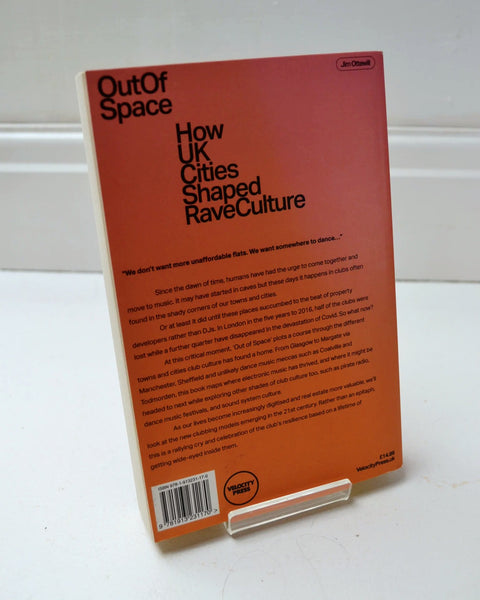 OutOf
Space
Jim Ottewill
How
UK
Cities
Shaped
RaveCulture
"We don't want more unaffordable flats. We want somewhere to dance..."
Since the dawn of time, humans have had the urge to come together and
move to music. It may have started in caves but these days it happens in clubs often
found in the shady corners of our towns and cities.
Or at least it did until these places succumbed to the beat of property
developers rather than DJs. In London in the five years to 2016, half of the clubs were
lost while a further quarter have disappeared in the devastation of Covid. So what now?
At this critical moment, 'Out of Space' plots a course through the different
towns and cities club culture has found a home. From Glasgow to Margate via
Manchester, Sheffield and unlikely dance music meccas such as Coalville and
Todmorden, this book maps where electronic music has thrived, and where it might be
headed to next while exploring other shades of club culture too, such as pirate radio,
dance music festivals, and sound system culture.
As our lives become increasingly digitised and real estate more valuable, we'll
look at the new clubbing models emerging in the 21st century. Rather than an epitaph,
this is a rallying cry and celebration of the club's resilience based on a lifetime of
getting wide-eyed inside them.
ISBN 978-1-913231-17-0
9 781913 231170 >
VELOCITY
PRESS
£14.99
VelocityPress.uk